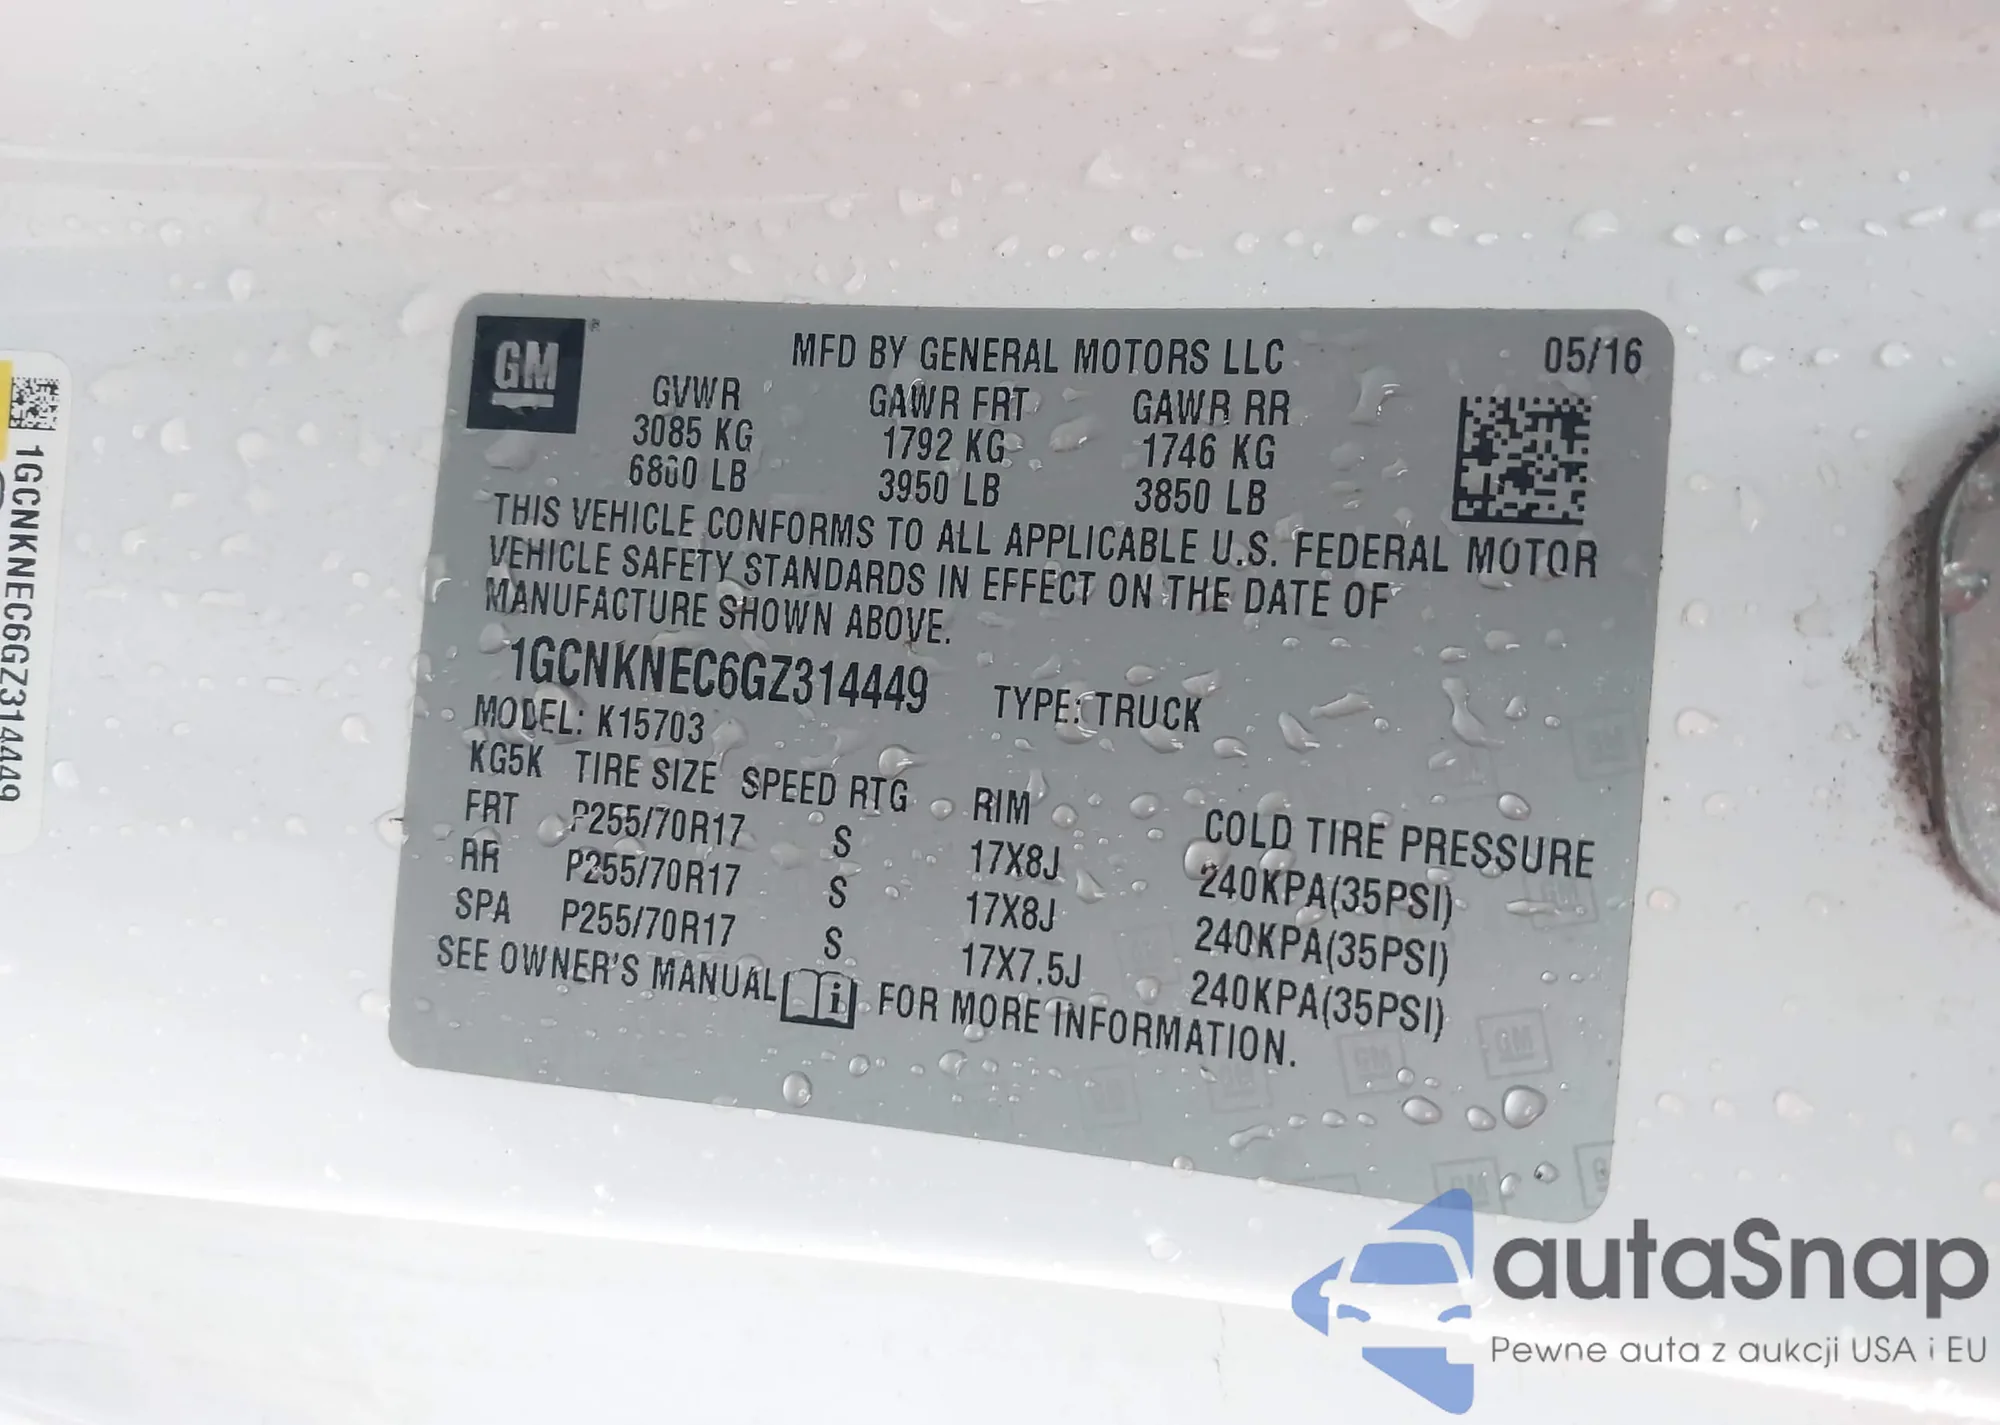 GM
MFD BY GENERAL MOTORS LLC 05/16
GVWR GAWR FRT GAWR RR
3085 KG 1792 KG 1746 KG
6800 LB 3950 LB 3850 LB
THIS VEHICLE CONFORMS TO ALL APPLICABLE U.S. FEDERAL MOTOR
VEHICLE SAFETY STANDARDS IN EFFECT ON THE DATE OF
MANUFACTURE SHOWN ABOVE.
1GCNKNEC6GZ314449 TYPE: TRUCK
MODEL: K15703
KG5K TIRE SIZE SPEED RTG RIM COLD TIRE PRESSURE
FRT P255/70R17 S 17X8J 240KPA(35PSI)
RR P255/70R17 S 17X8J 240KPA(35PSI)
SPA P255/70R17 S 17X7.5J 240KPA(35PSI)
SEE OWNER'S MANUAL i FOR MORE INFORMATION.
1GCNKNEC6GZ314449
autaSnap
Pewne auta z aukcji USA i EU